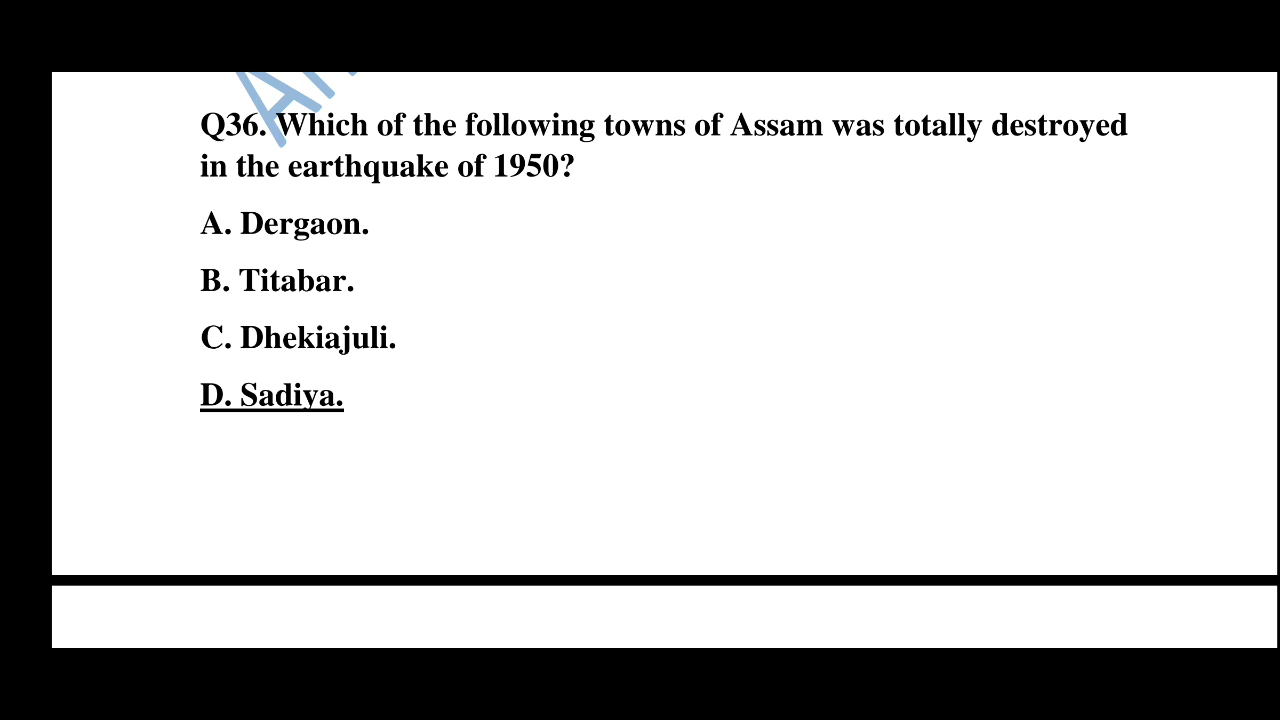 Q36. Which of the following towns of Assam was totally destroyed
in the earthquake of 1950?
A. Dergaon.
B. Titabar.
C. Dhekiajuli.
D. Sadiya.